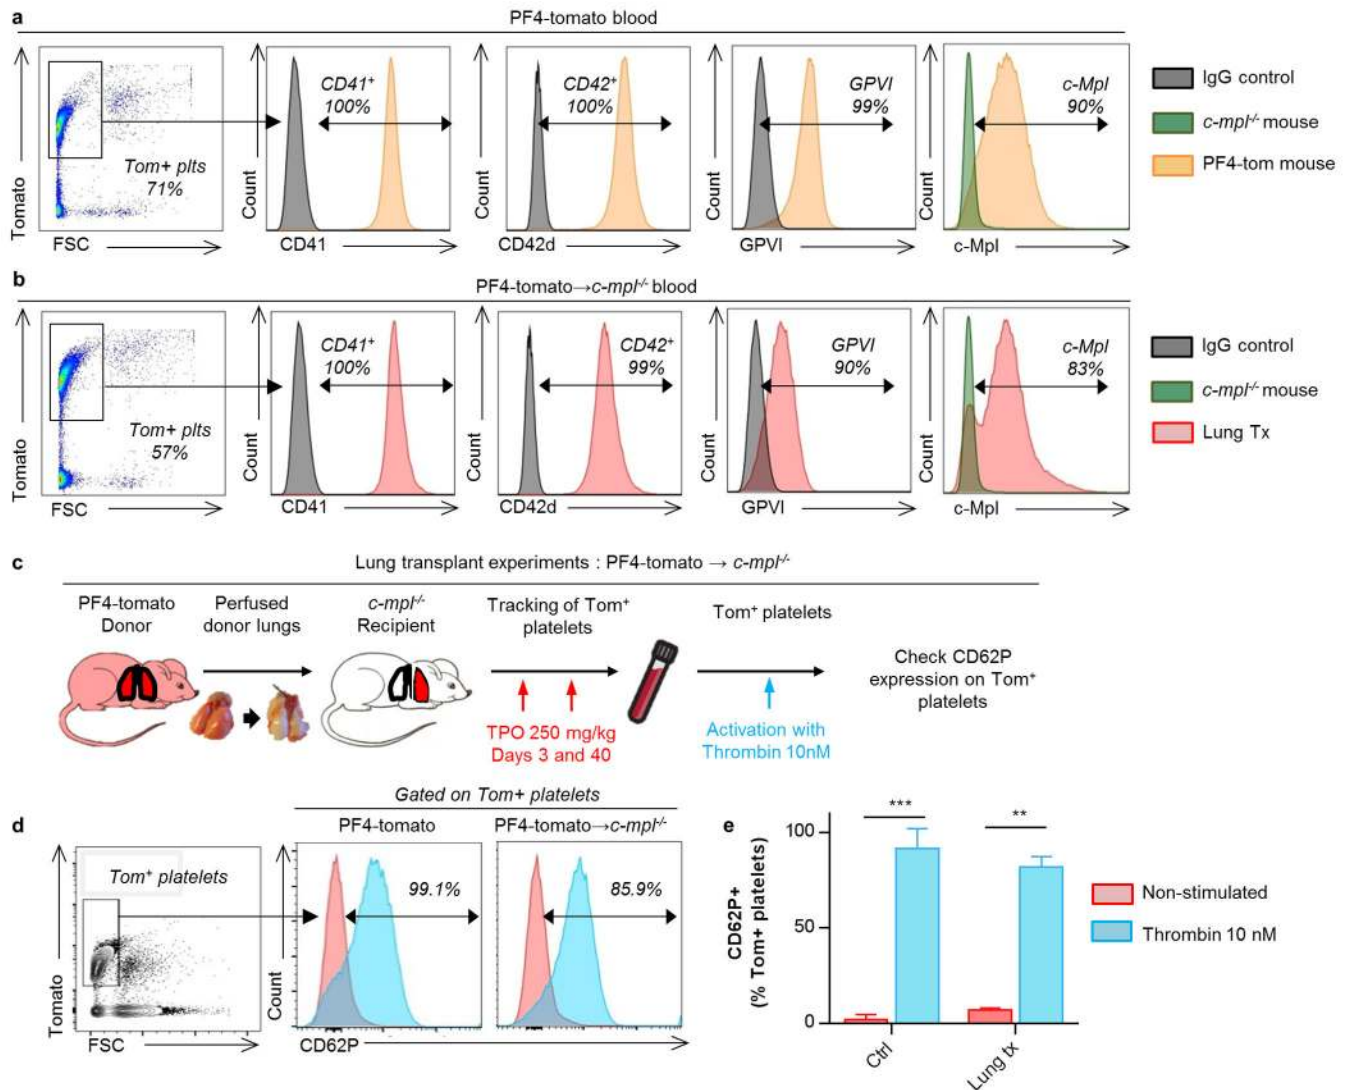 a
PF4-tomato blood
Tomato
FSC
Tom+ plts
71%
Count
CD41
CD41⁺
100%
Count
CD42d
CD42⁺
100%
Count
GPVI
GPVI
99%
Count
c-Mpl
c-Mpl
90%
IgG control
c-mpl⁻/⁻ mouse
PF4-tom mouse
b
PF4-tomato→c-mpl⁻/⁻ blood
Tomato
FSC
Tom+ plts
57%
Count
CD41
CD41⁺
100%
Count
CD42d
CD42⁺
99%
Count
GPVI
GPVI
90%
Count
c-Mpl
c-Mpl
83%
IgG control
c-mpl⁻/⁻ mouse
Lung Tx
c
Lung transplant experiments : PF4-tomato → c-mpl⁻/⁻
PF4-tomato
Donor
Perfused
donor lungs
c-mpl⁻/⁻
Recipient
Tracking of Tom⁺
platelets
TPO 250 mg/kg
Days 3 and 40
Tom⁺ platelets
Activation with
Thrombin 10nM
Check CD62P
expression on Tom⁺
platelets
d
Gated on Tom+ platelets
Tomato
FSC
Tom⁺ platelets
PF4-tomato
Count
99.1%
CD62P
PF4-tomato→c-mpl⁻/⁻
Count
85.9%
e
CD62P+
(% Tom+ platelets)
100
50
0
***
**
Ctrl
Lung tx
Non-stimulated
Thrombin 10 nM